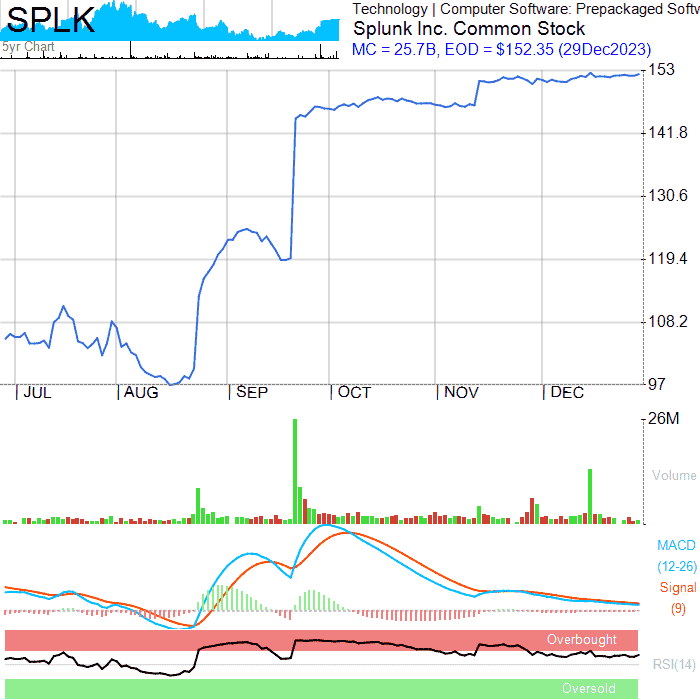 SPLK
5yr Chart
Technology | Computer Software: Prepackaged Softw
Splunk Inc. Common Stock
MC = 25.7B, EOD = $152.35 (29Dec2023)
153
141.8
130.6
119.4
108.2
97
JUL AUG SEP OCT NOV DEC
26M
Volume
MACD
(12-26)
Signal
(9)
Overbought
RSI(14)
Oversold